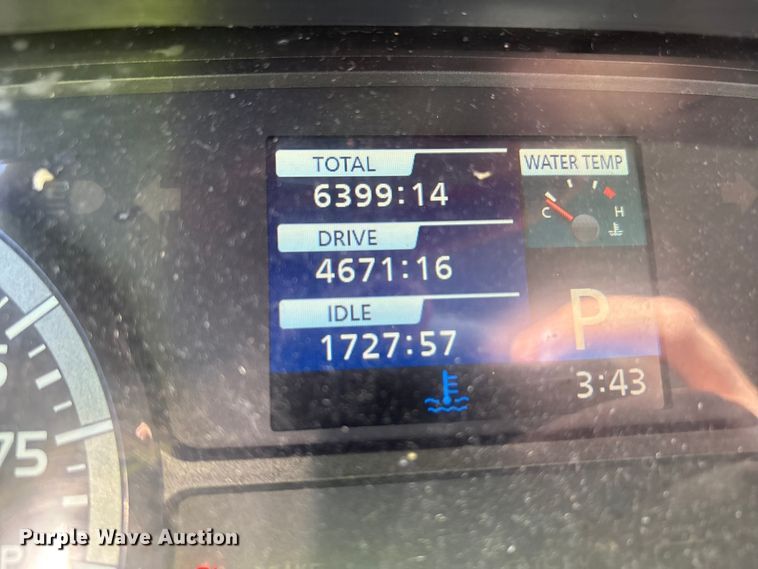 TOTAL
6399:14
WATER TEMP
C H
DRIVE
4671:16
IDLE
1727:57
P
3:43
75
P
Purple Wave Auction